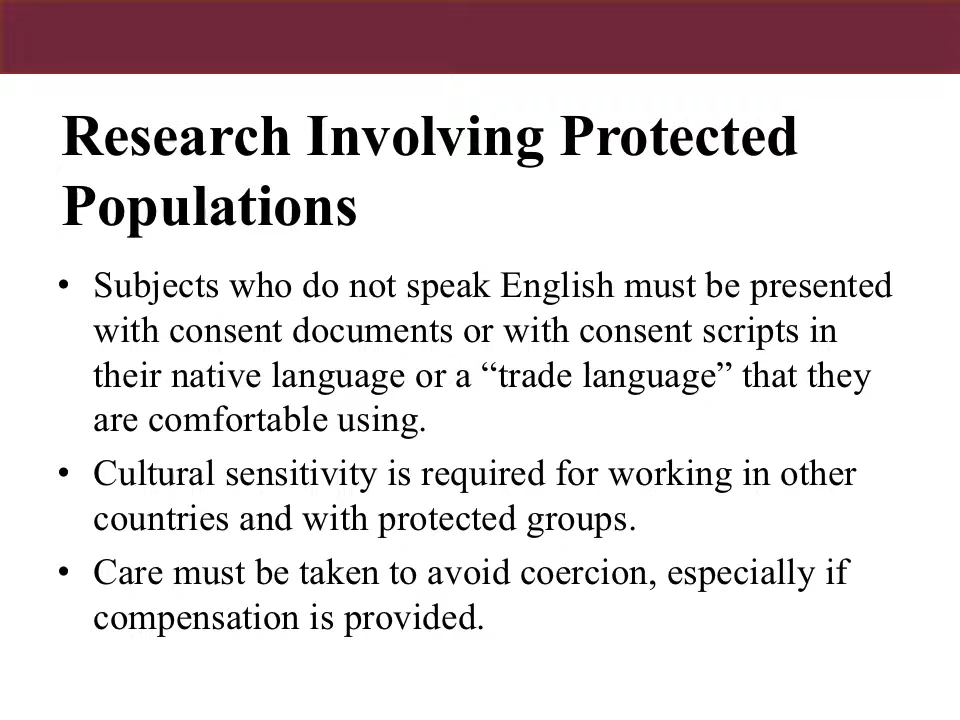 Research Involving Protected
Populations
• Subjects who do not speak English must be presented
with consent documents or with consent scripts in
their native language or a “trade language” that they
are comfortable using.
• Cultural sensitivity is required for working in other
countries and with protected groups.
• Care must be taken to avoid coercion, especially if
compensation is provided.